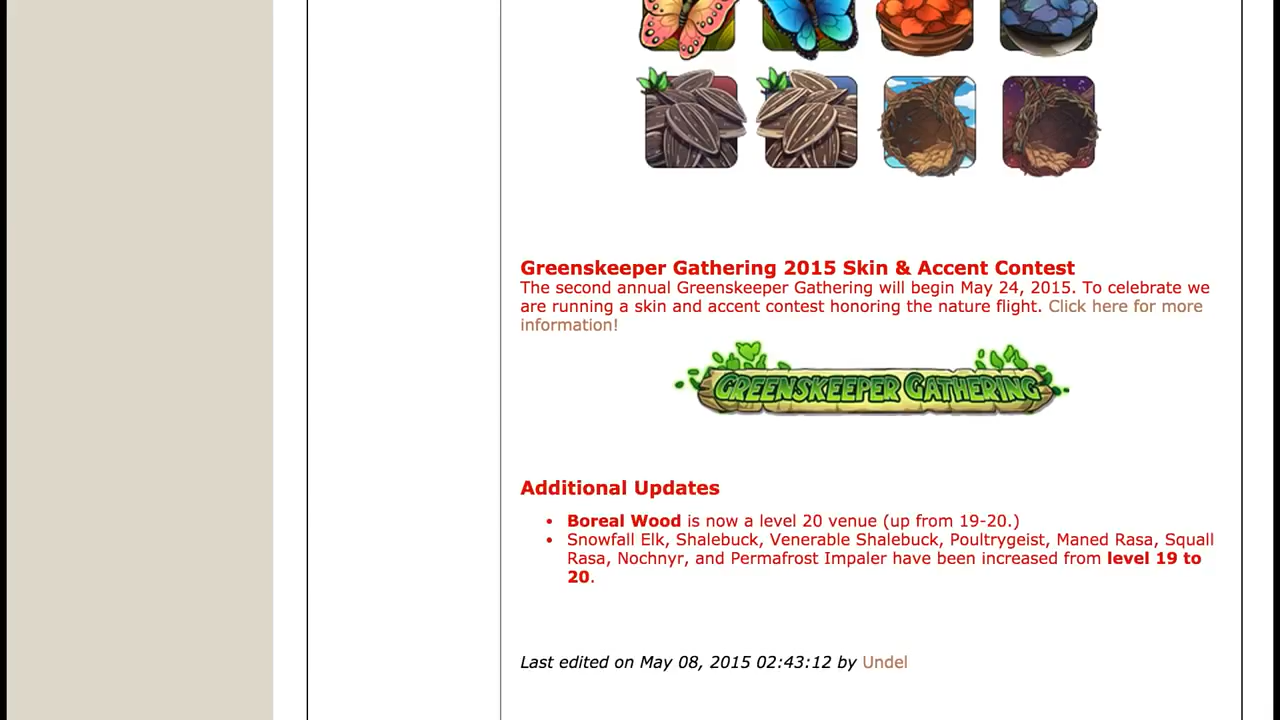 Greenskeeper Gathering 2015 Skin & Accent Contest
The second annual Greenskeeper Gathering will begin May 24, 2015. To celebrate we
are running a skin and accent contest honoring the nature flight. Click here for more
information!
GREENSKEEPER GATHERING
Additional Updates
• Boreal Wood is now a level 20 venue (up from 19-20.)
• Snowfall Elk, Shalebuck, Venerable Shalebuck, Poultrygeist, Maned Rasa, Squall
Rasa, Nochnyr, and Permafrost Impaler have been increased from level 19 to
20.
Last edited on May 08, 2015 02:43:12 by Undel